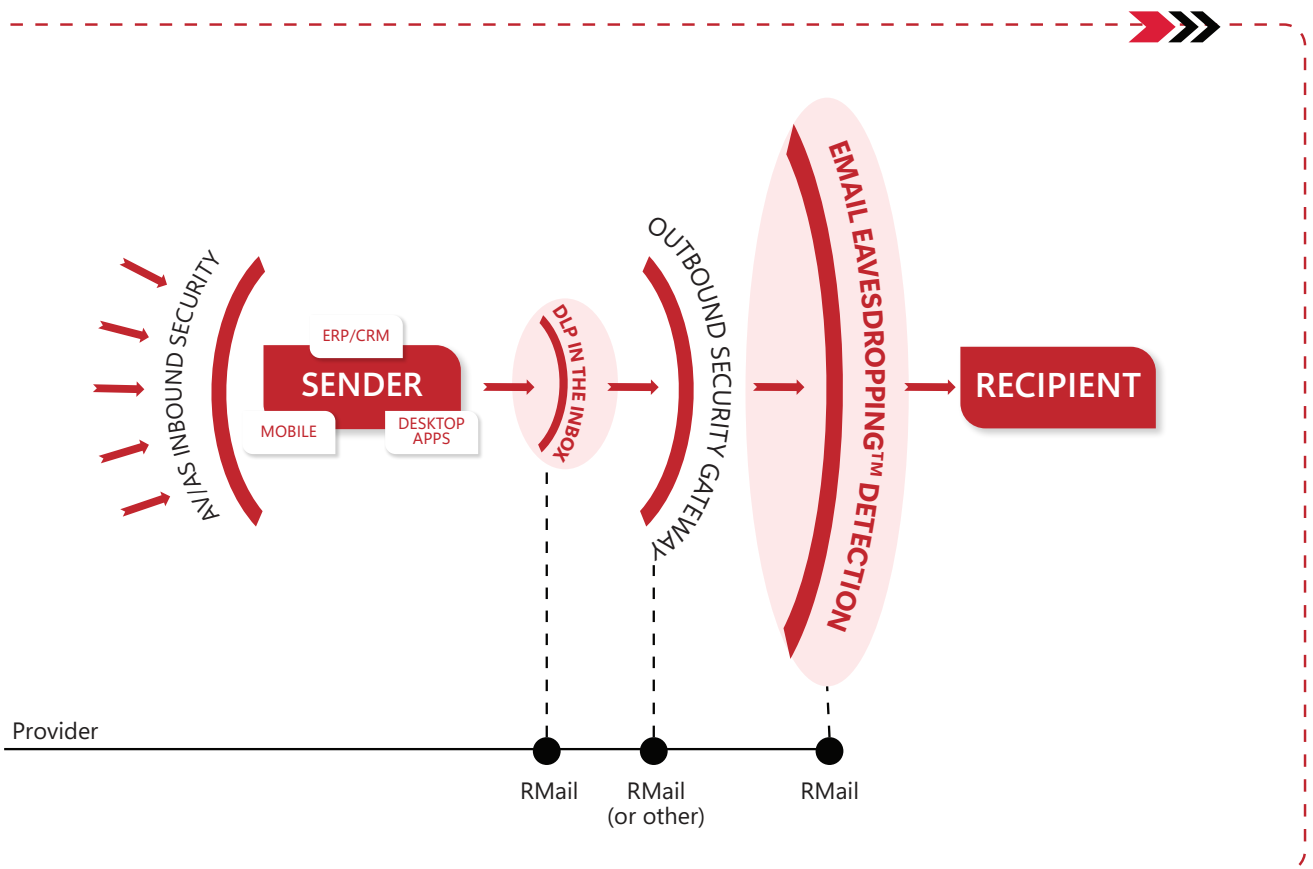 AV/AS INBOUND SECURITY
ERP/CRM
SENDER
MOBILE
DESKTOP
APPS
DLP IN THE INBOX
OUTBOUND SECURITY GATEWAY
EMAIL EAVESDROPPING™ DETECTION
RECIPIENT
Provider
RMail
RMail
(or other)
RMail